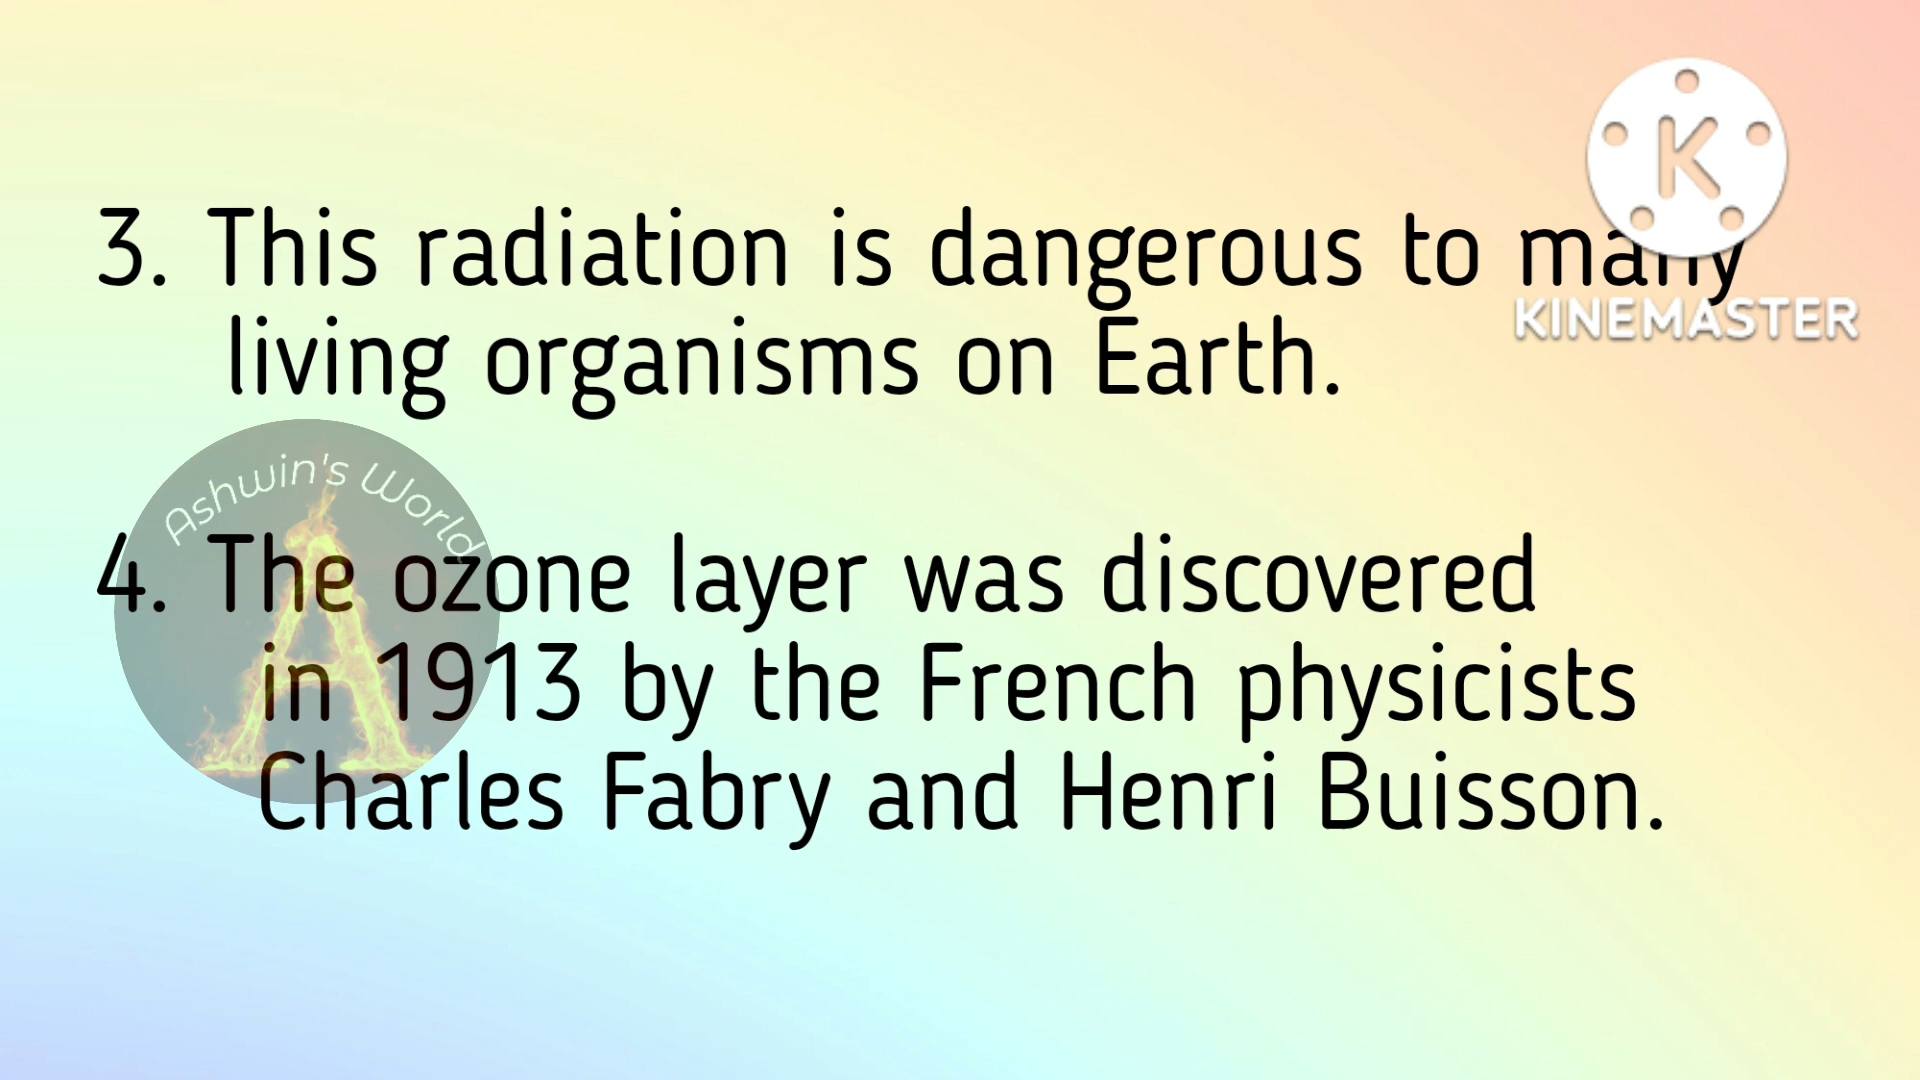 3. This radiation is dangerous to many
KINEMASTER
living organisms on Earth.
Ashwin's World
4. The ozone layer was discovered
in 1913 by the French physicists
Charles Fabry and Henri Buisson.